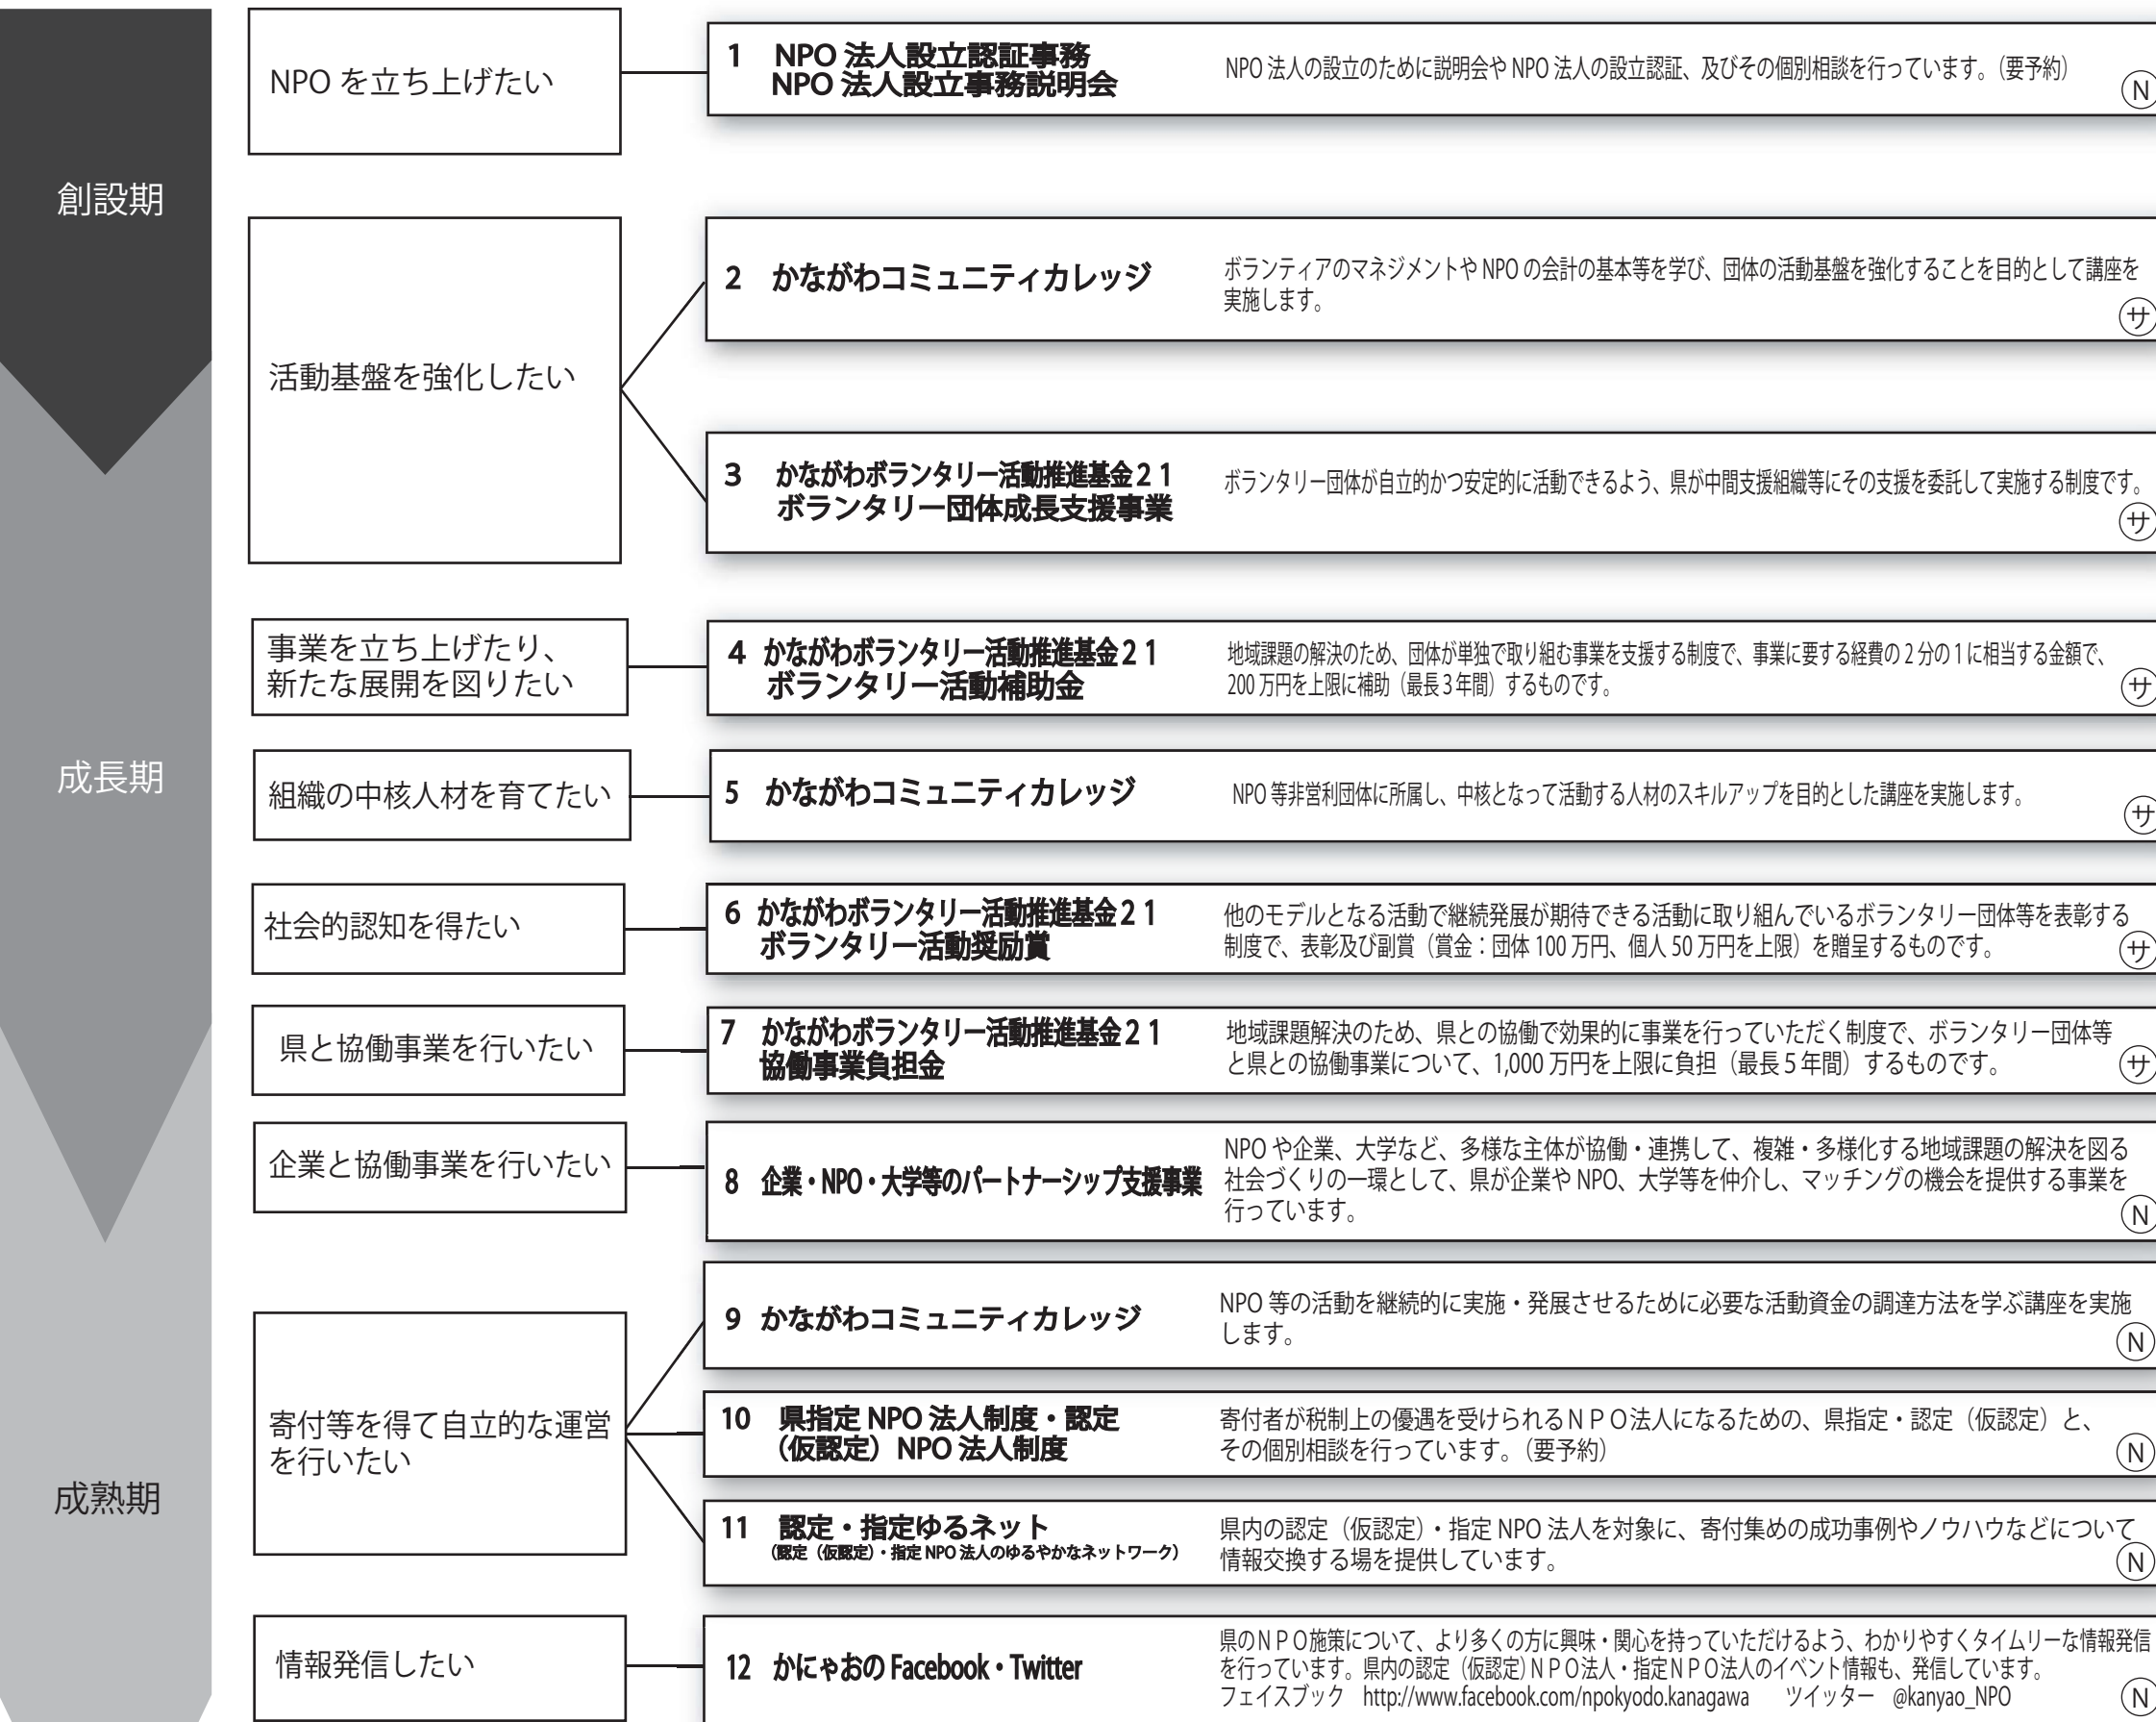 創設期
成長期
成熟期
NPO を立ち上げたい
1 NPO 法人設立認証事務
NPO 法人設立事務説明会
NPO 法人の設立のために説明会や NPO 法人の設立認証、及びその個別相談を行っています。（要予約）
N
活動基盤を強化したい
2 かながわコミュニティカレッジ
ボランティアのマネジメントや NPO の会計の基本等を学び、団体の活動基盤を強化することを目的として講座を
実施します。
サ
3 かながわボランタリー活動推進基金２１
ボランタリー団体成長支援事業
ボランタリー団体が自立的かつ安定的に活動できるよう、県が中間支援組織等にその支援を委託して実施する制度です。
サ
事業を立ち上げたり、
新たな展開を図りたい
4 かながわボランタリー活動推進基金２１
ボランタリー活動補助金
地域課題の解決のため、団体が単独で取り組む事業を支援する制度で、事業に要する経費の２分の１に相当する金額で、
200 万円を上限に補助（最長３年間）するものです。
サ
組織の中核人材を育てたい
5 かながわコミュニティカレッジ
NPO 等非営利団体に所属し、中核となって活動する人材のスキルアップを目的とした講座を実施します。
サ
社会的認知を得たい
6 かながわボランタリー活動推進基金２１
ボランタリー活動奨励賞
他のモデルとなる活動で継続発展が期待できる活動に取り組んでいるボランタリー団体等を表彰する
制度で、表彰及び副賞（賞金：団体 100 万円、個人 50 万円を上限）を贈呈するものです。
サ
県と協働事業を行いたい
7 かながわボランタリー活動推進基金２１
協働事業負担金
地域課題解決のため、県との協働で効果的に事業を行っていただく制度で、ボランタリー団体等
と県との協働事業について、1,000 万円を上限に負担（最長５年間）するものです。
サ
企業と協働事業を行いたい
8 企業・NPO・大学等のパートナーシップ支援事業
NPO や企業、大学など、多様な主体が協働・連携して、複雑・多様化する地域課題の解決を図る
社会づくりの一環として、県が企業や NPO、大学等を仲介し、マッチングの機会を提供する事業を
行っています。
N
寄付等を得て自立的な運営
を行いたい
9 かながわコミュニティカレッジ
NPO 等の活動を継続的に実施・発展させるために必要な活動資金の調達方法を学ぶ講座を実施
します。
N
10 県指定 NPO 法人制度・認定
（仮認定）NPO 法人制度
寄付者が税制上の優遇を受けられるＮＰＯ法人になるための、県指定・認定（仮認定）と、
その個別相談を行っています。（要予約）
N
11 認定・指定ゆるネット
（認定（仮認定）・指定 NPO 法人のゆるやかなネットワーク）
県内の認定（仮認定）・指定 NPO 法人を対象に、寄付集めの成功事例やノウハウなどについて
情報交換する場を提供しています。
N
情報発信したい
12 かにゃおの Facebook・Twitter
県のＮＰＯ施策について、より多くの方に興味・関心を持っていただけるよう、わかりやすくタイムリーな情報発信
を行っています。県内の認定（仮認定）ＮＰＯ法人・指定ＮＰＯ法人のイベント情報も、発信しています。
フェイスブック http://www.facebook.com/npokyodo.kanagawa ツイッター @kanyao_NPO
N